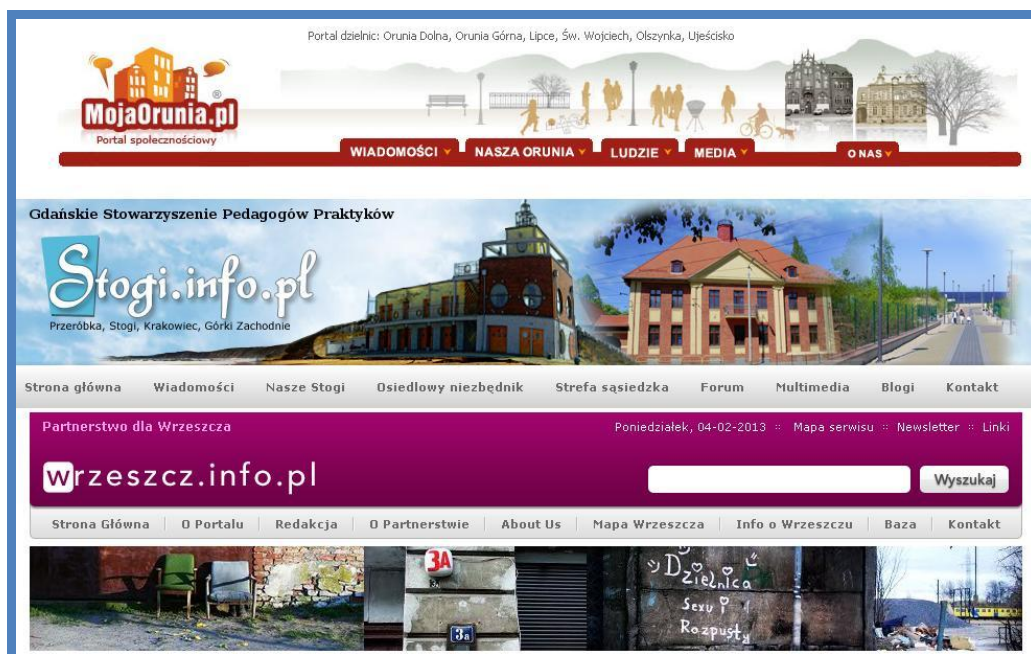 Portal dzielnic: Orunia Dolna, Orunia Górna, Lipce, Św. Wojciech, Olszynka, Ujeścisko
MojaOrunia.pl
®
Portal społecznościowy
WIADOMOŚCI NASZA ORUNIA LUDZIE MEDIA O NAS
Gdańskie Stowarzyszenie Pedagogów Praktyków
Stogi.info.pl
Przeróbka, Stogi, Krakowiec, Górki Zachodnie
Strona główna Wiadomości Nasze Stogi Osiedlowy niezbędnik Strefa sąsiedzka Forum Multimedia Blogi Kontakt
Partnerstwo dla Wrzeszcza Poniedziałek, 04-02-2013 :: Mapa serwisu :: Newsletter :: Linki
wrzeszcz.info.pl Wyszukaj
Strona Główna O Portalu Redakcja O Partnerstwie About Us Mapa Wrzeszcza Info o Wrzeszczu Baza Kontakt
3A
3a
Dzielnica
Sexu i
Rozpusty